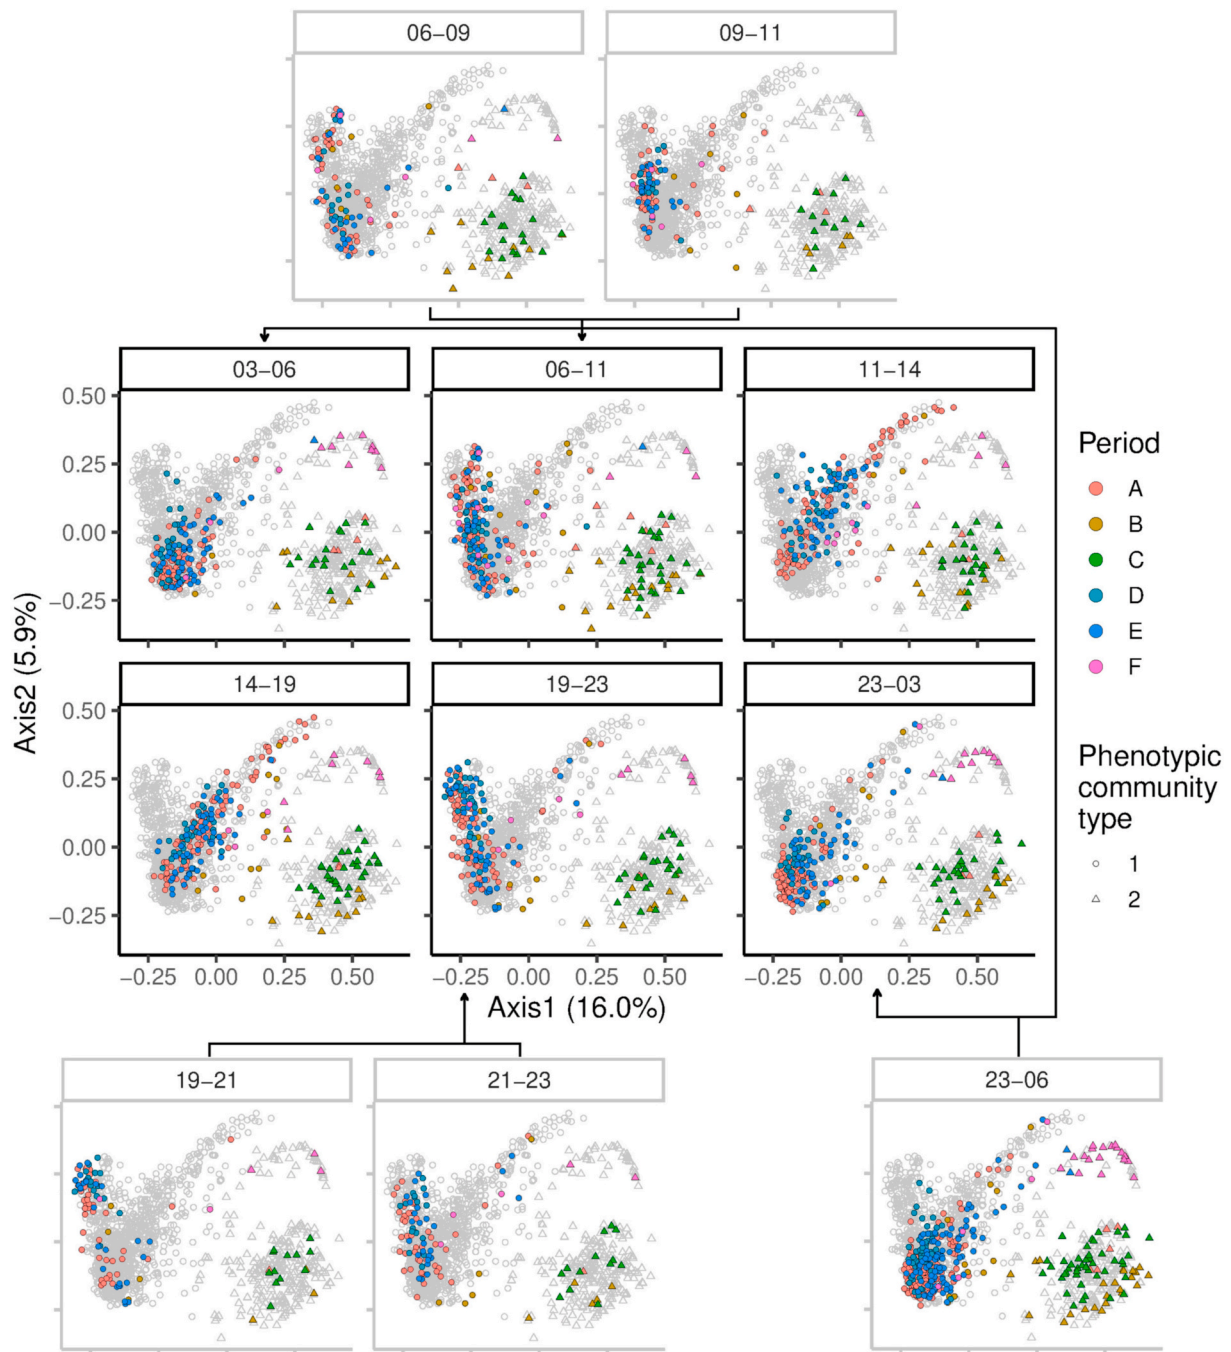 06–09
09–11
03–06
06–11
11–14
0.50
0.25
0.00
−0.25
14–19
19–23
23–03
0.50
0.25
0.00
−0.25
−0.25 0.00 0.25 0.50
−0.25 0.00 0.25 0.50
−0.25 0.00 0.25 0.50
Axis2 (5.9%)
Axis1 (16.0%)
Period
A
B
C
D
E
F
Phenotypic
community
type
1
2
19–21
21–23
23–06